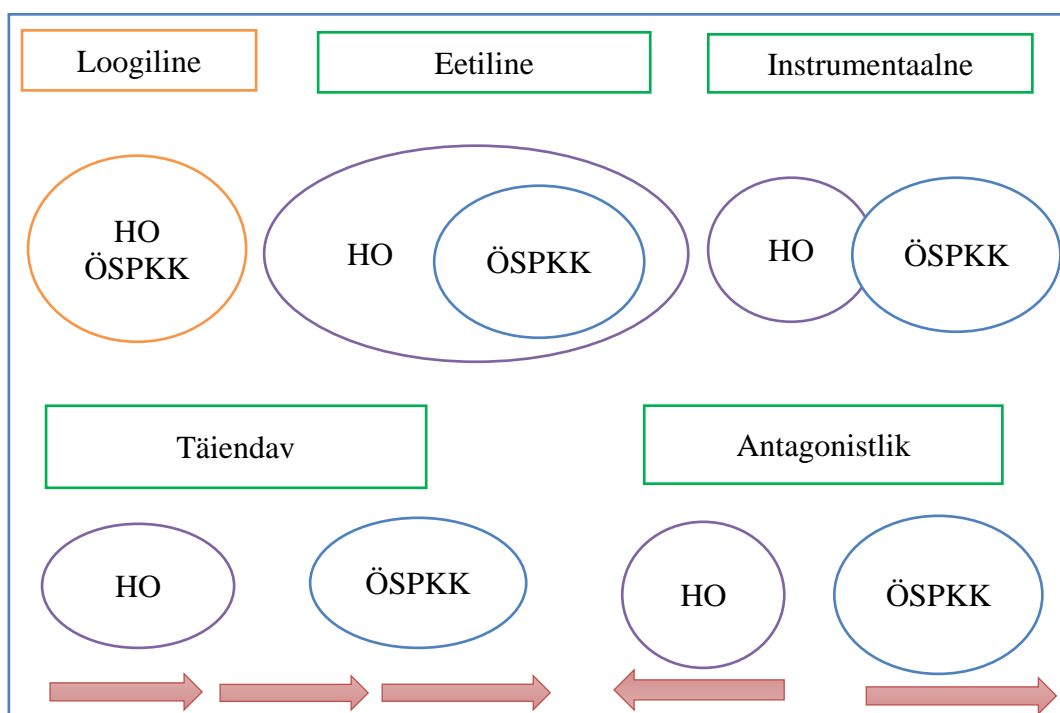 Loogiline
Eetiline
Instrumentaalne
HO
ÖSPKK
HO
ÖSPKK
HO
ÖSPKK
Täiendav
Antagonistlik
HO
ÖSPKK
HO
ÖSPKK